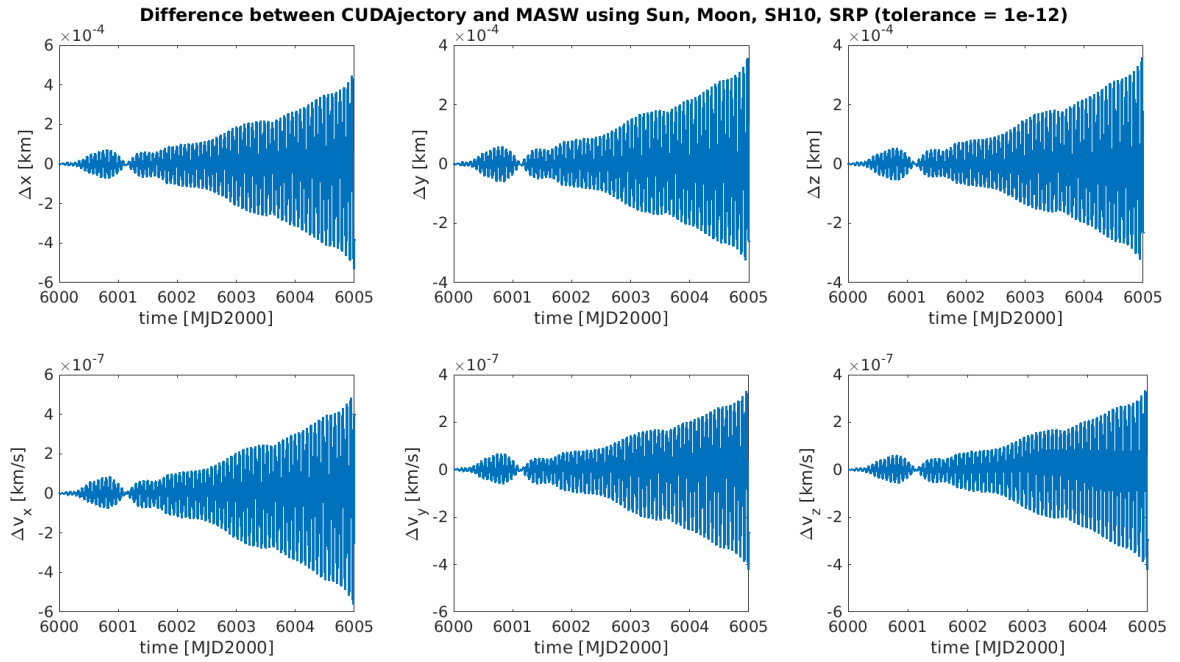 Difference between CUDAjectory and MASW using Sun, Moon, SH10, SRP (tolerance = 1e-12)
×10-4 ×10-4 ×10-4
6 4 4
4 2 2
2 0 0
0 -2 -2
-2 -4 -4
-4
-6
Δx [km] Δy [km] Δz [km]
6000 6001 6002 6003 6004 6005 6000 6001 6002 6003 6004 6005 6000 6001 6002 6003 6004 6005
time [MJD2000] time [MJD2000] time [MJD2000]
×10-7 ×10-7 ×10-7
6 4 4
4 2 2
2 0 0
0 -2 -2
-2 -4 -4
-4 -6 -6
-6
Δvx [km/s] Δvy [km/s] Δvz [km/s]
6000 6001 6002 6003 6004 6005 6000 6001 6002 6003 6004 6005 6000 6001 6002 6003 6004 6005
time [MJD2000] time [MJD2000] time [MJD2000]